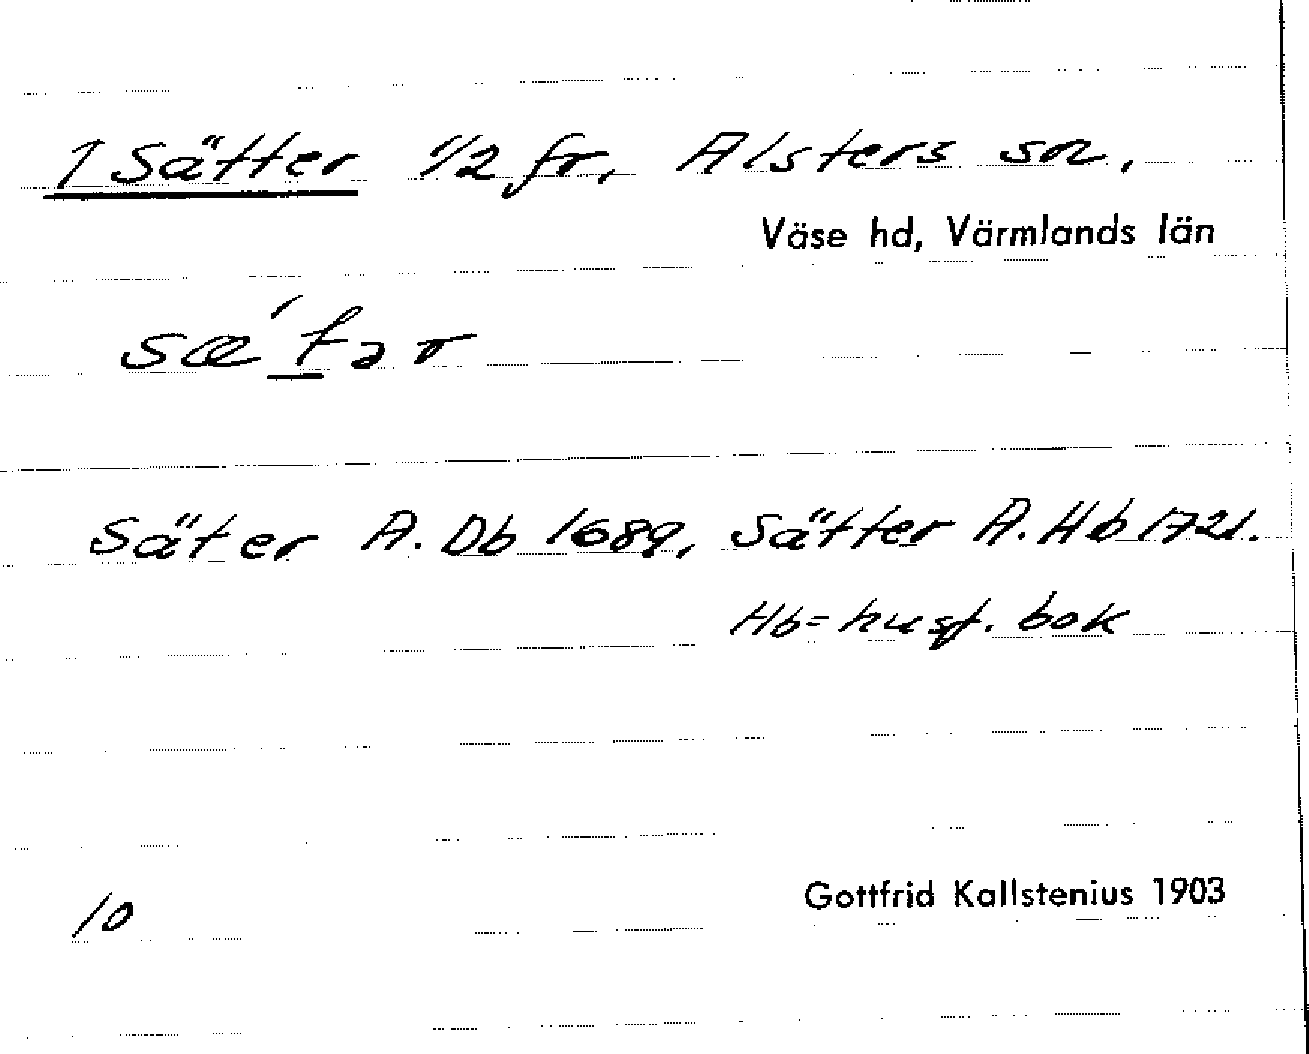 1 Sätter 1/2 fr, Alsters sn,
Väse hd, Värmlands län
sæ´t̲ər
Säter A. Db 1689, Sätter A. Hb 1721.
Hb = husf. bok
Gottfrid Kallstenius 1903
10